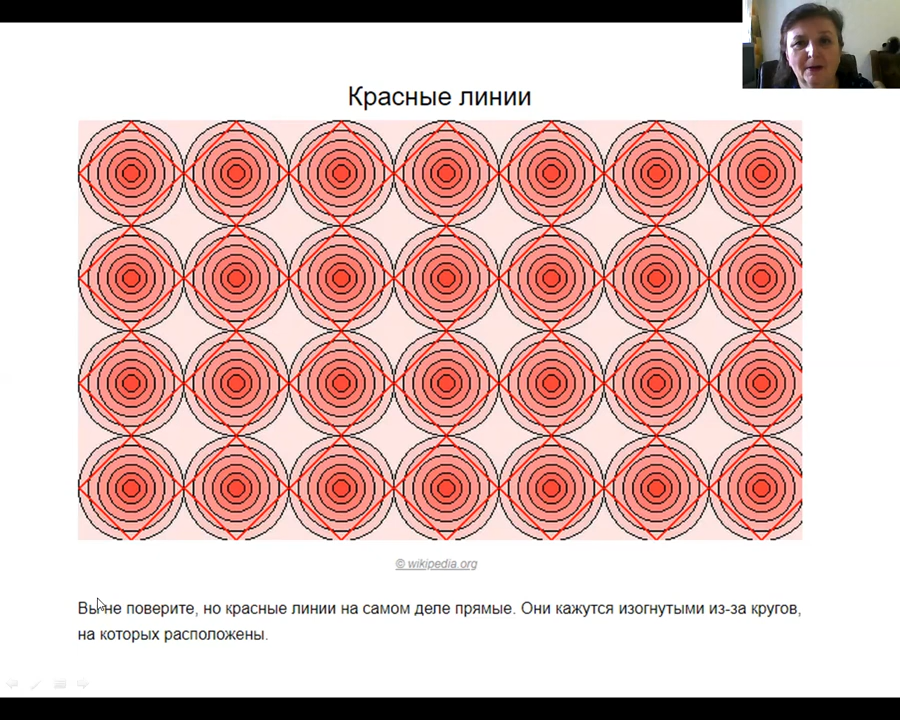 Красные линии
© wikipedia.org
Вы не поверите, но красные линии на самом деле прямые. Они кажутся изогнутыми из-за кругов,
на которых расположены.